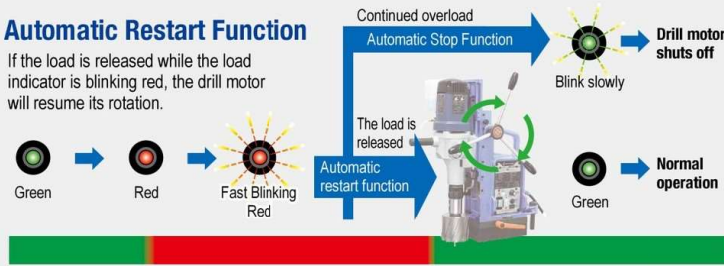 Automatic Restart Function
If the load is released while the load
indicator is blinking red, the drill motor
will resume its rotation.
Green
Red
Fast Blinking
Red
Continued overload
Automatic Stop Function
The load is
released
Automatic
restart function
Blink slowly
Drill motor
shuts off
Green
Normal
operation